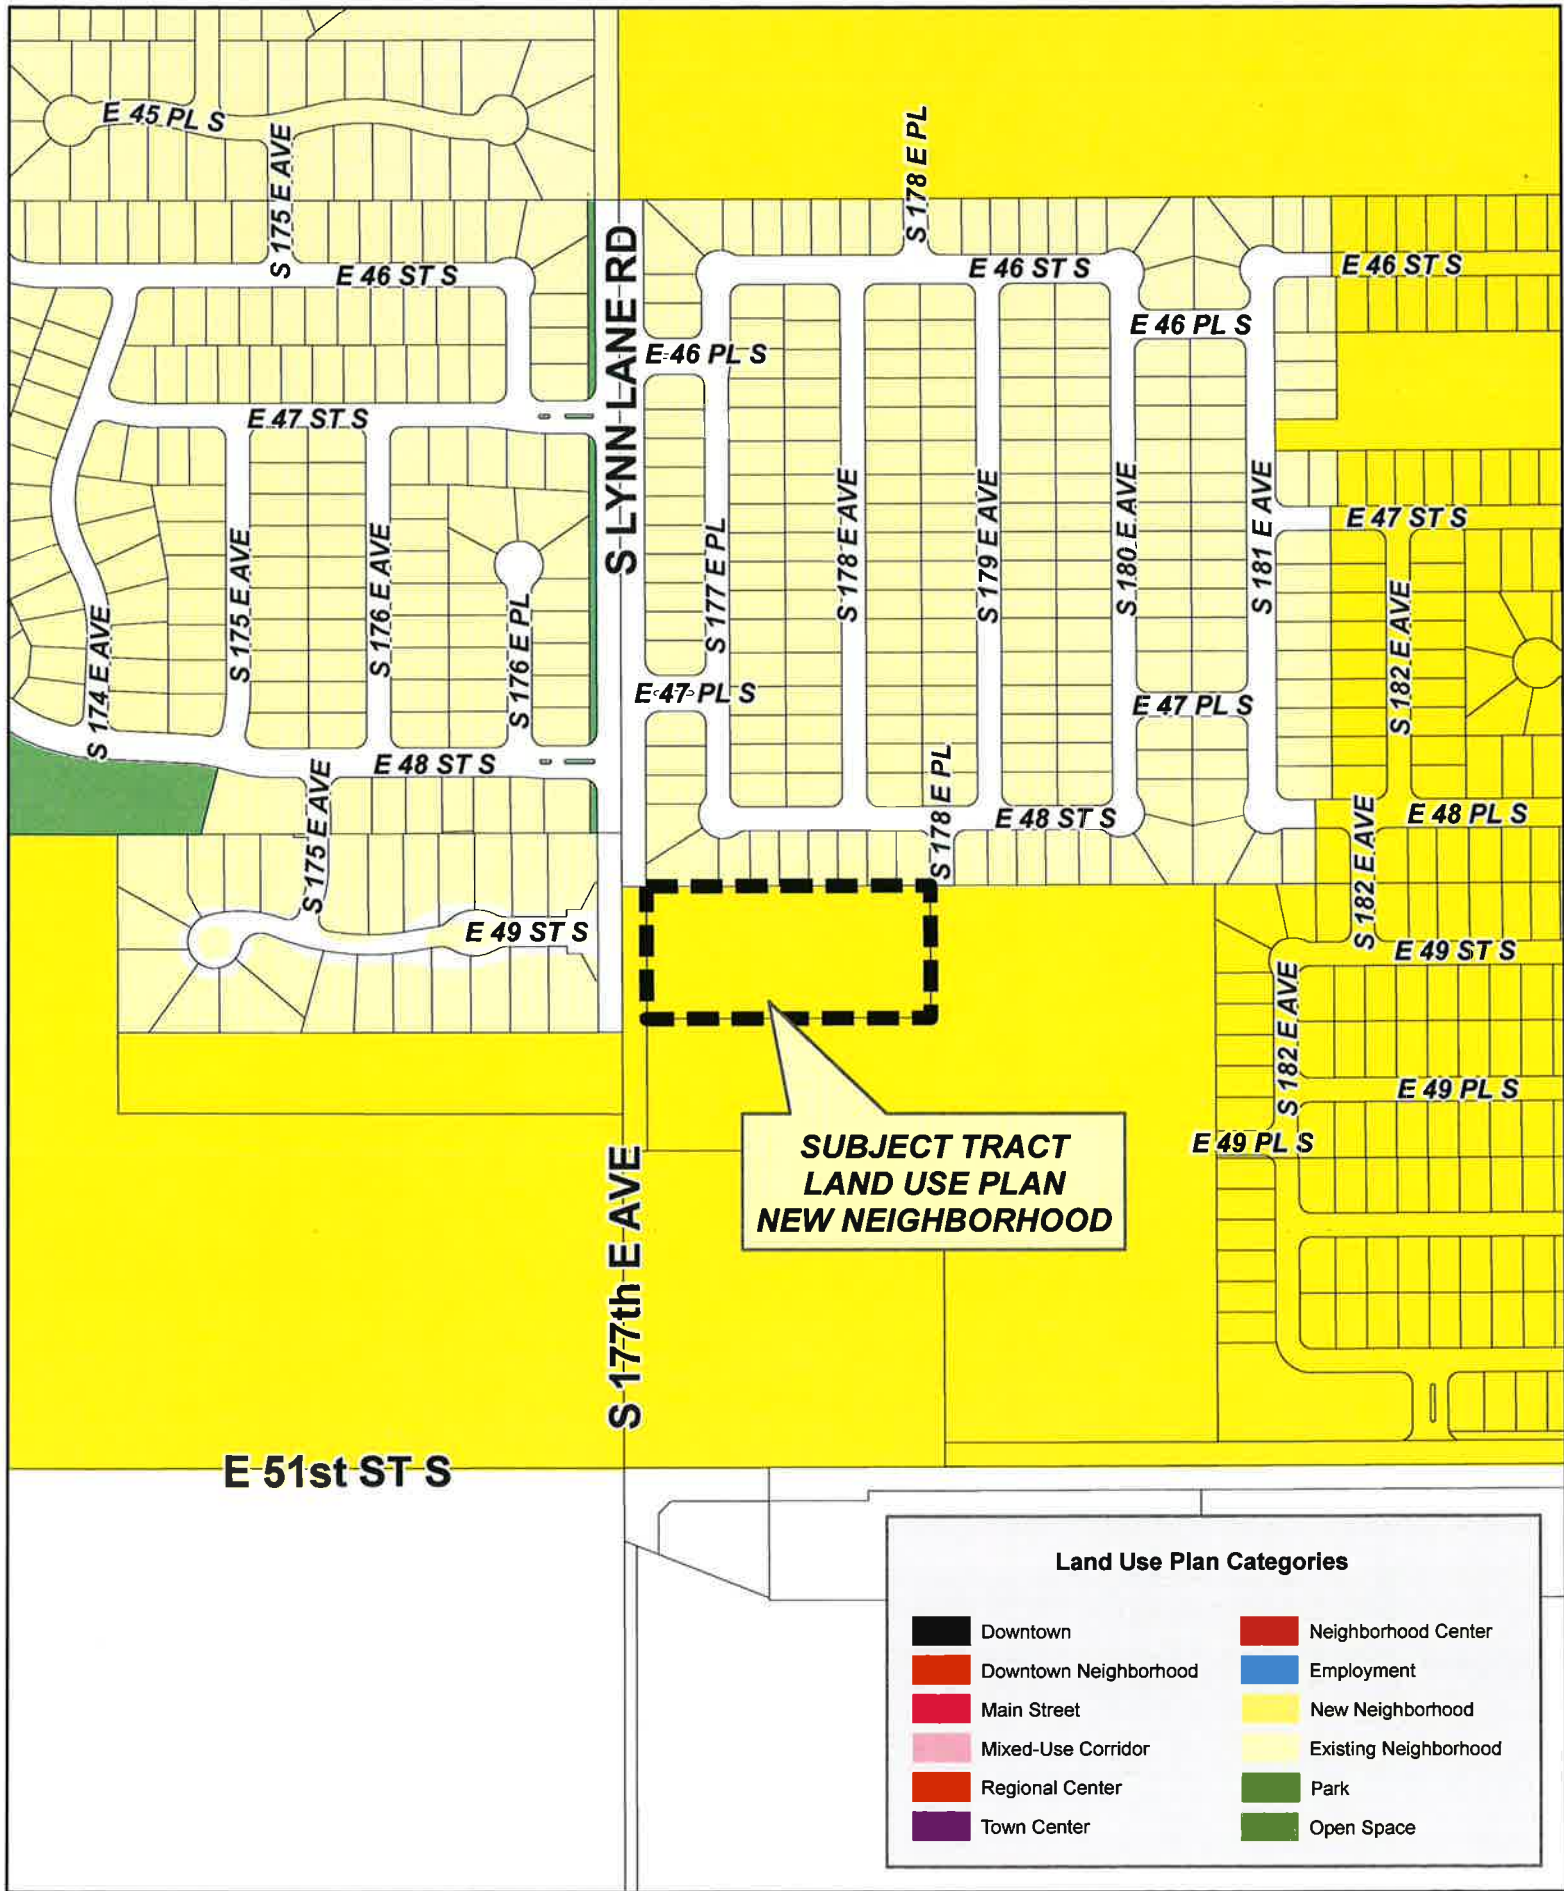 E 45 PL S
S 175 E AVE
S 178 E PL
E 46 ST S
E 46 ST S
E 46 ST S
S LYNN LANE RD
E 46 PL S
E 46 PL S
E 47 ST S
E 47 ST S
S 174 E AVE
S 175 E AVE
S 176 E AVE
S 176 E PL
S 177 E PL
S 178 E AVE
S 179 E AVE
S 180 E AVE
S 181 E AVE
S 182 E AVE
E 47 PL S
E 47 PL S
E 48 ST S
S 175 E AVE
S 178 E PL
E 48 ST S
E 48 PL S
S 182 E AVE
E 49 ST S
E 49 ST S
S 182 E AVE
E 49 PL S
E 49 PL S
SUBJECT TRACT
LAND USE PLAN
NEW NEIGHBORHOOD
S 177th E AVE
E 51st ST S
Land Use Plan Categories
Downtown
Downtown Neighborhood
Main Street
Mixed-Use Corridor
Regional Center
Town Center
Neighborhood Center
Employment
New Neighborhood
Existing Neighborhood
Park
Open Space